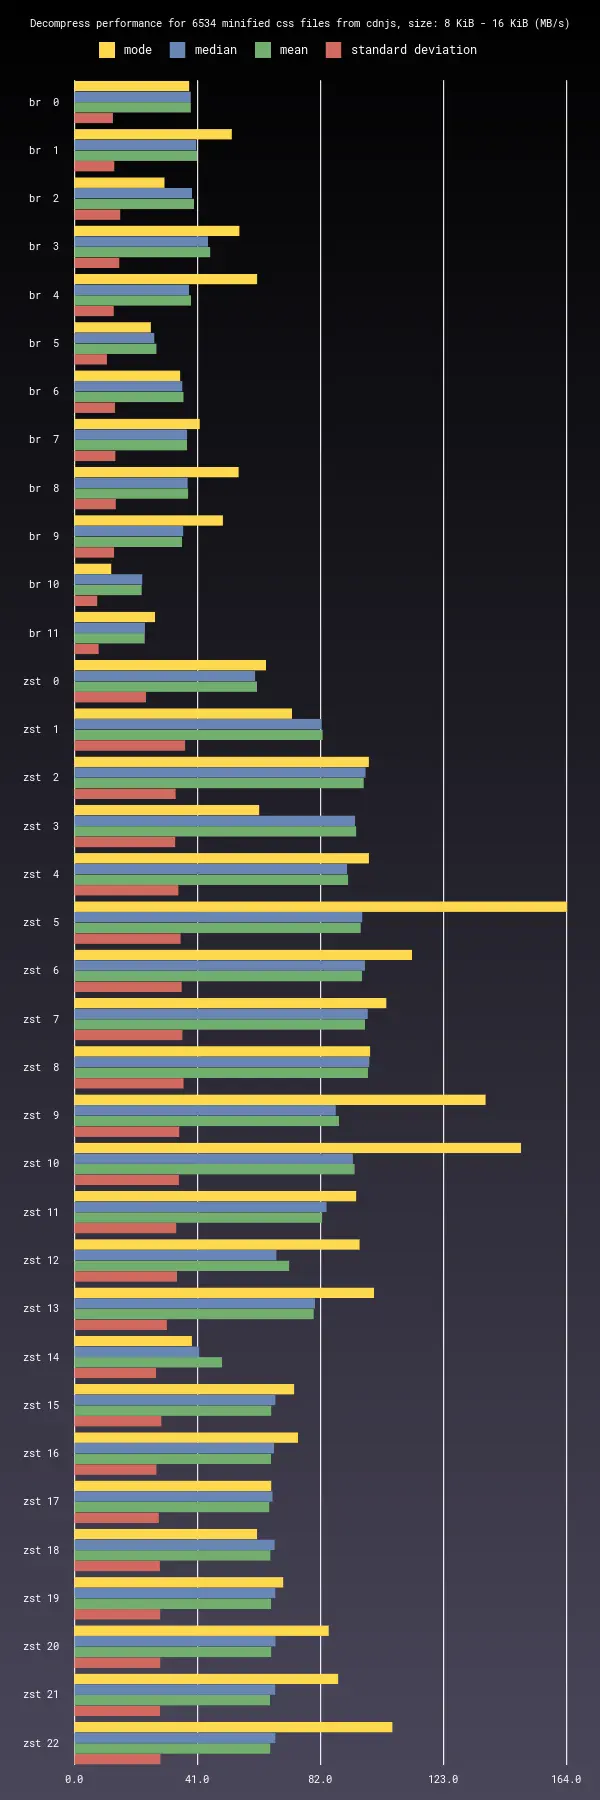 Decompress performance for 6534 minified css files from cdnjs, size: 8 KiB - 16 KiB (MB/s)
mode median mean standard deviation
br 0
br 1
br 2
br 3
br 4
br 5
br 6
br 7
br 8
br 9
br 10
br 11
zst 0
zst 1
zst 2
zst 3
zst 4
zst 5
zst 6
zst 7
zst 8
zst 9
zst 10
zst 11
zst 12
zst 13
zst 14
zst 15
zst 16
zst 17
zst 18
zst 19
zst 20
zst 21
zst 22
0.0 41.0 82.0 123.0 164.0